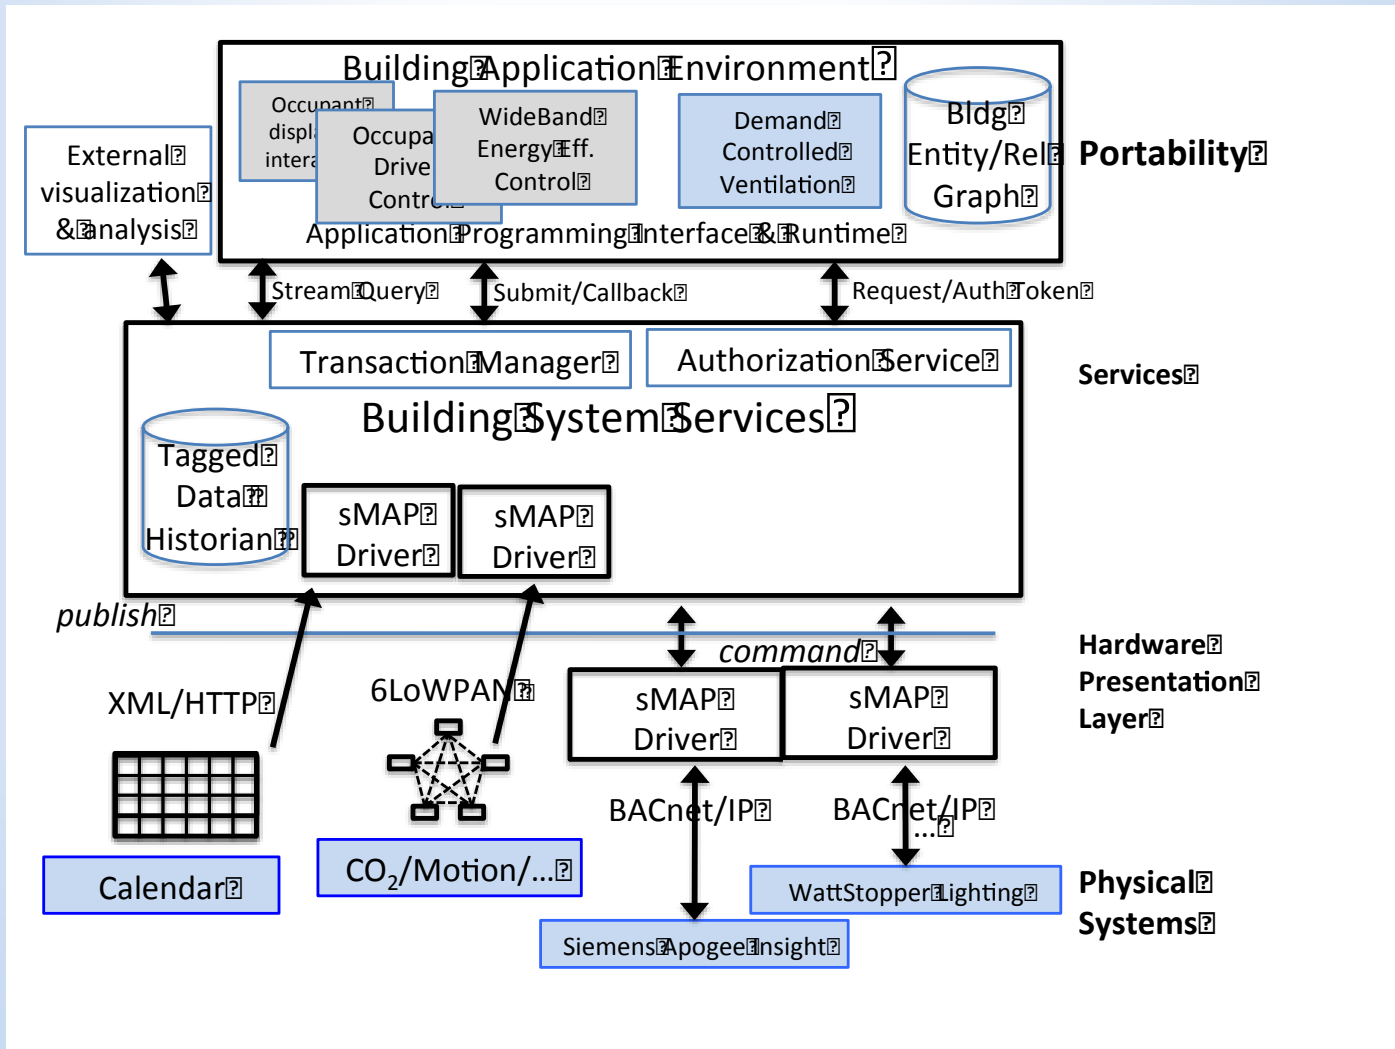 Building Application Environment
Occupant
display
intera
Occupa
Drive
Contro
WideBand
Energy Eff.
Control
Demand
Controlled
Ventilation
Bldg
Entity/Rel
Graph
Application Programming Interface & Runtime
Portability
External
visualization
& analysis
Stream Query
Submit/Callback
Request/Auth Token
Transaction Manager
Authorization Service
Services
Building System Services
Tagged
Data
Historian
sMAP
Driver
sMAP
Driver
publish
command
Hardware
Presentation
Layer
XML/HTTP
6LoWPAN
sMAP
Driver
sMAP
Driver
BACnet/IP
BACnet/IP
...
Calendar
CO₂/Motion/...
WattStopper Lighting
Siemens Apogee Insight
Physical
Systems